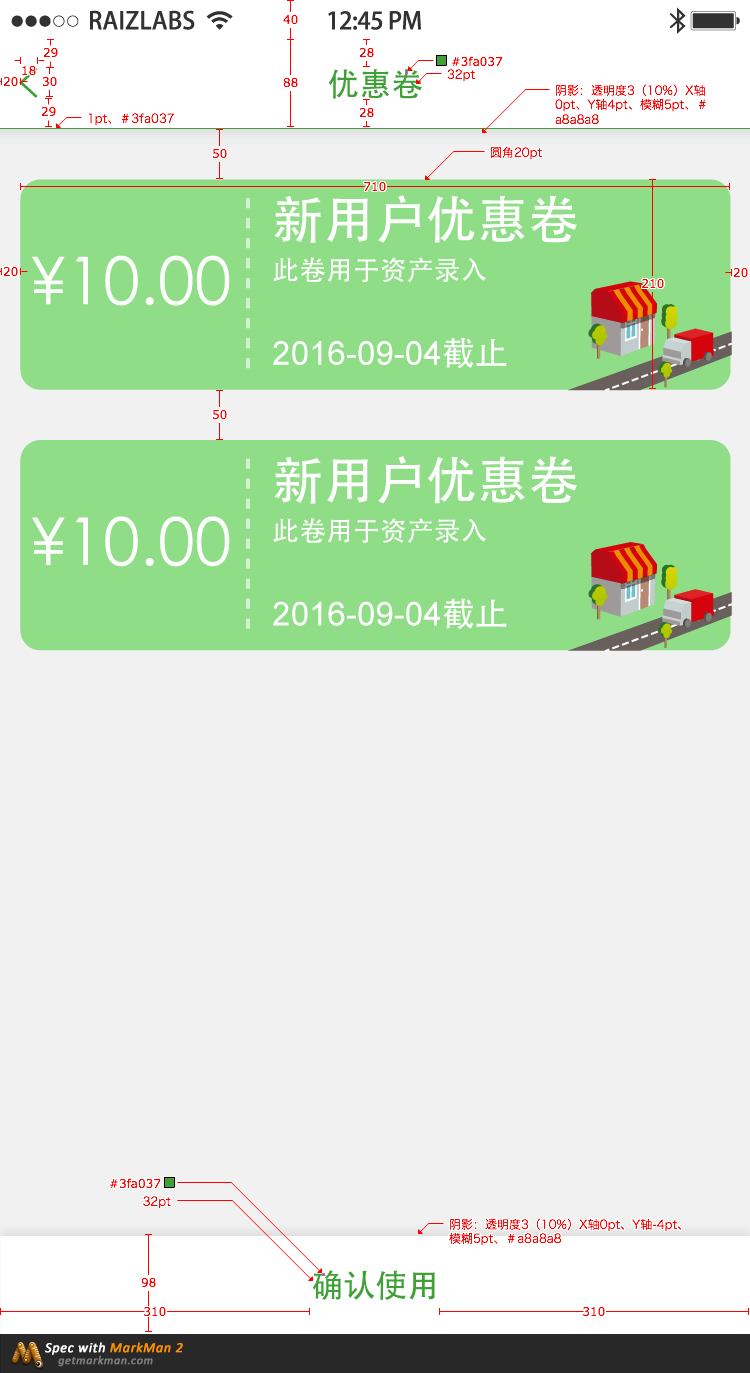 RAIZLABS 12:45 PM
40
29
28
#3fa037
32pt
18
20
30
88
优惠卷
阴影：透明度3（10%）X轴
0pt、Y轴4pt、模糊5pt、＃
a8a8a8
29
28
1pt、＃3fa037
50
圆角20pt
710
新用户优惠卷
¥10.00
此卷用于资产录入
20
20
210
2016-09-04截止
50
新用户优惠卷
¥10.00
此卷用于资产录入
2016-09-04截止
#3fa037
32pt
阴影：透明度3（10%）X轴0pt、Y轴-4pt、
模糊5pt、＃a8a8a8
98
确认使用
310
310
Spec with MarkMan 2
getmarkman.com